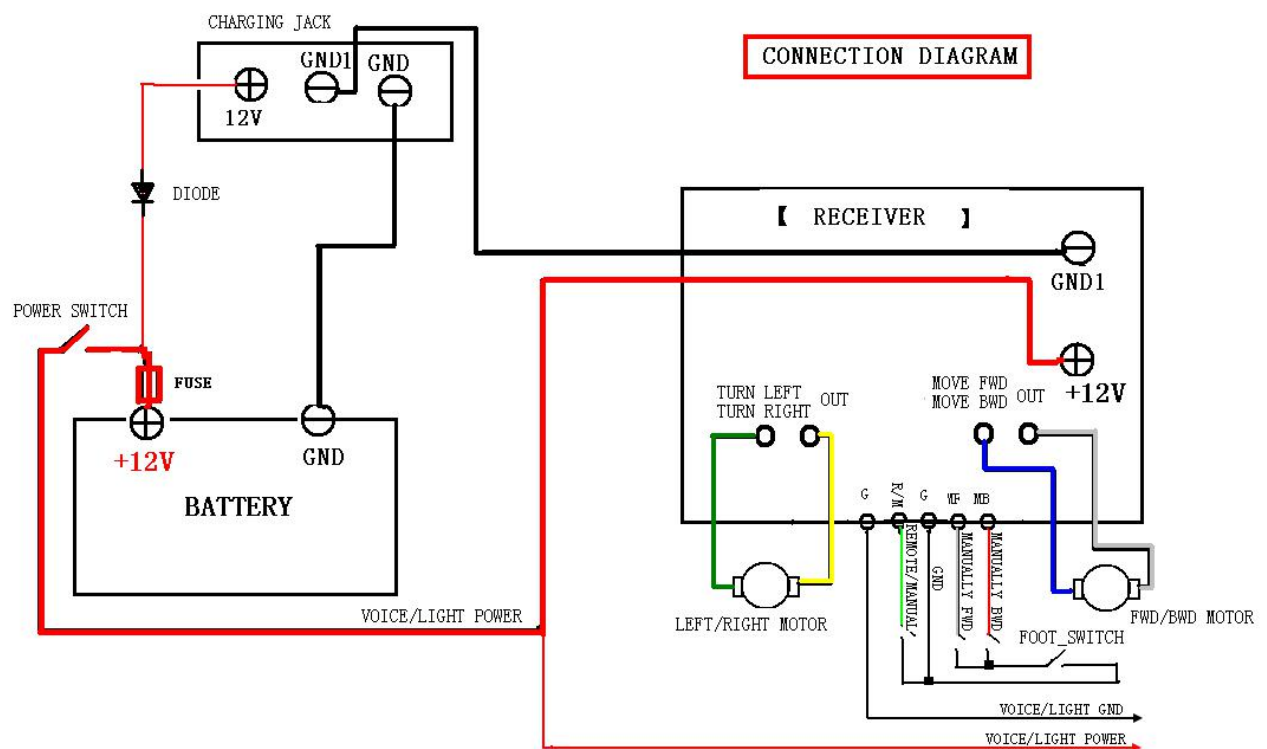 CHARGING JACK
GND1 GND
12V
CONNECTION DIAGRAM
DIODE
【 RECEIVER 】
GND1
POWER SWITCH
+12V
FUSE
TURN LEFT
TURN RIGHT
OUT
MOVE FWD
MOVE BWD
OUT
+12V
GND
BATTERY
G R/M G MF MB
REMOTE/MANUAL
GND
MANUALLY FWD
MANUALLY BWD
VOICE/LIGHT POWER
LEFT/RIGHT MOTOR
FWD/BWD MOTOR
FOOT_SWITCH
VOICE/LIGHT GND
VOICE/LIGHT POWER